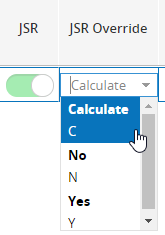 JSR JSR Override
Calculate
Calculate
C
No
N
Yes
Y